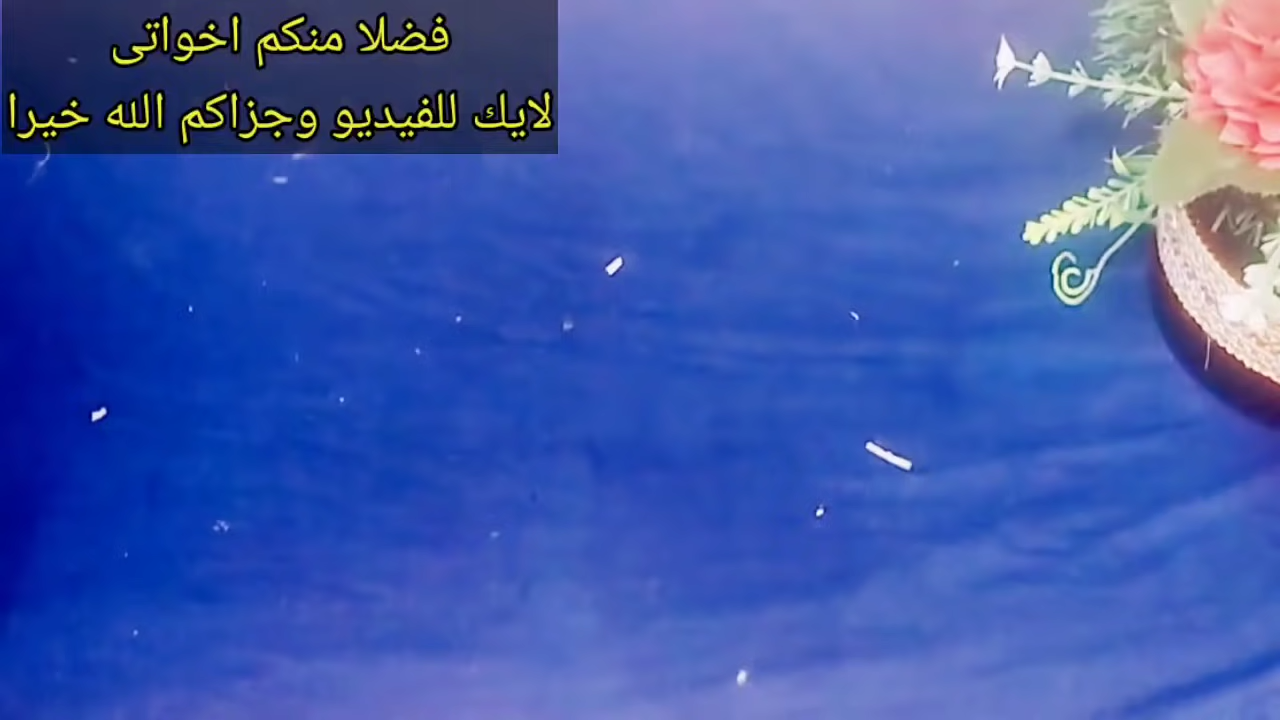 فضلا منكم اخواتى
لايك للفيديو وجزاكم الله خيرا